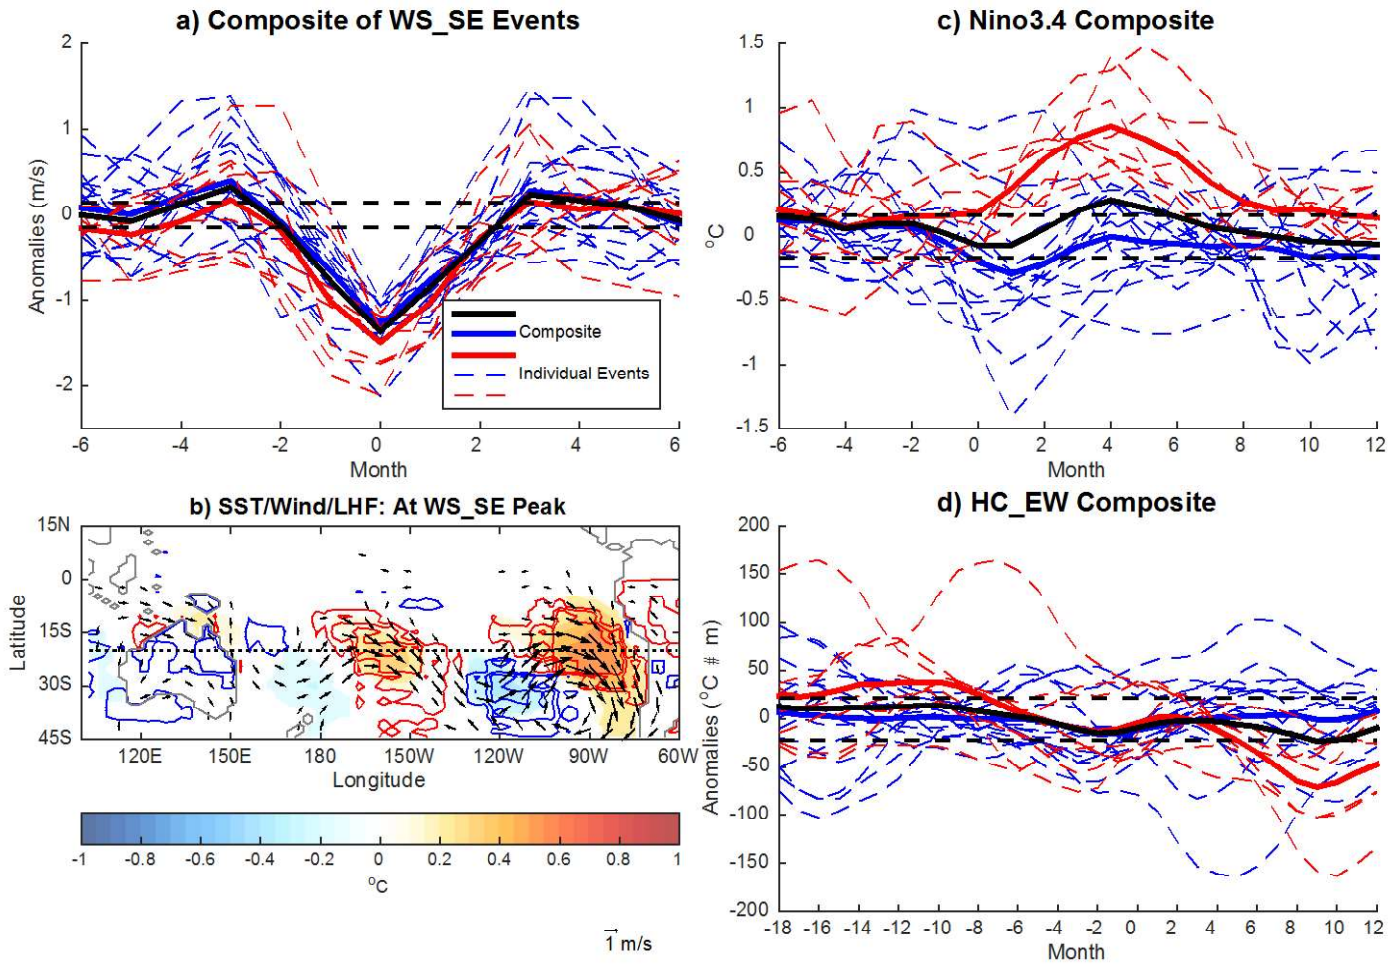 a) Composite of WS_SE Events
2
1
0
-1
-2
Anomalies (m/s)
-6 -4 -2 0 2 4 6
Month
Composite
Individual Events
c) Nino3.4 Composite
1.5
1
0.5
0
-0.5
-1
-1.5
°C
-6 -4 -2 0 2 4 6 8 10 12
Month
b) SST/Wind/LHF: At WS_SE Peak
15N
0
15S
30S
45S
Latitude
120E 150E 180 150W 120W 90W 60W
Longitude
-1 -0.8 -0.6 -0.4 -0.2 0 0.2 0.4 0.6 0.8 1
°C
1 m/s
d) HC_EW Composite
200
150
100
50
0
-50
-100
-150
-200
Anomalies (°C # m)
-18 -16 -14 -12 -10 -8 -6 -4 -2 0 2 4 6 8 10 12
Month